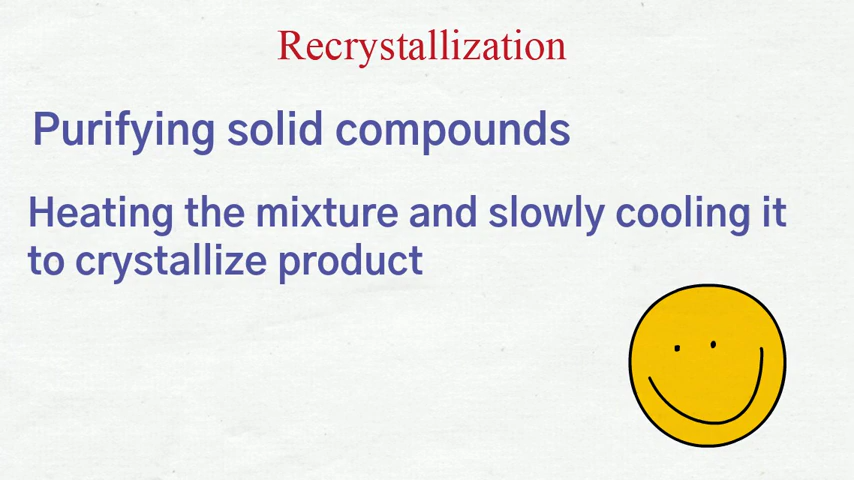 Recrystallization
Purifying solid compounds
Heating the mixture and slowly cooling it
to crystallize product